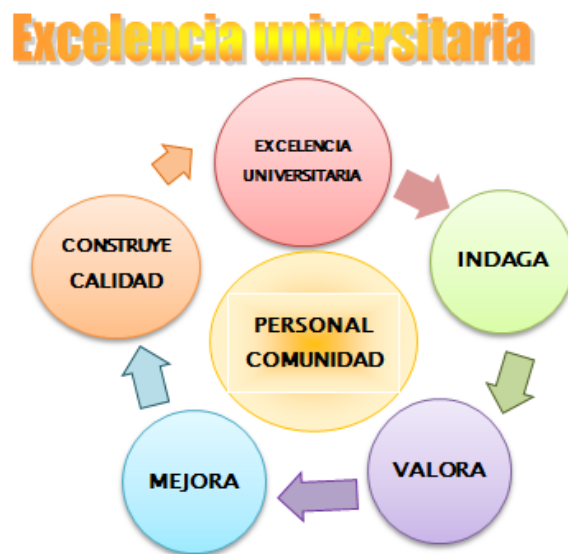 Excelencia universitaria
EXCELENCIA
UNIVERSITARIA
INDAGA
VALORA
MEJORA
CONSTRUYE
CALIDAD
PERSONAL
COMUNIDAD